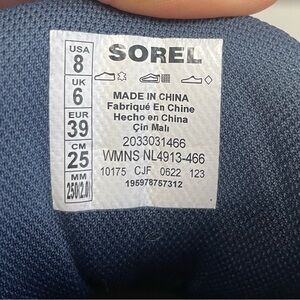 USA
8
UK
6
EUR
39
CM
25
MM
250(2.0)
SOREL
MADE IN CHINA
Fabriqué En Chine
Hecho en China
Çin Malı
2033031466
WMNS NL4913-466
10175 CJF 0622 123
195978757312